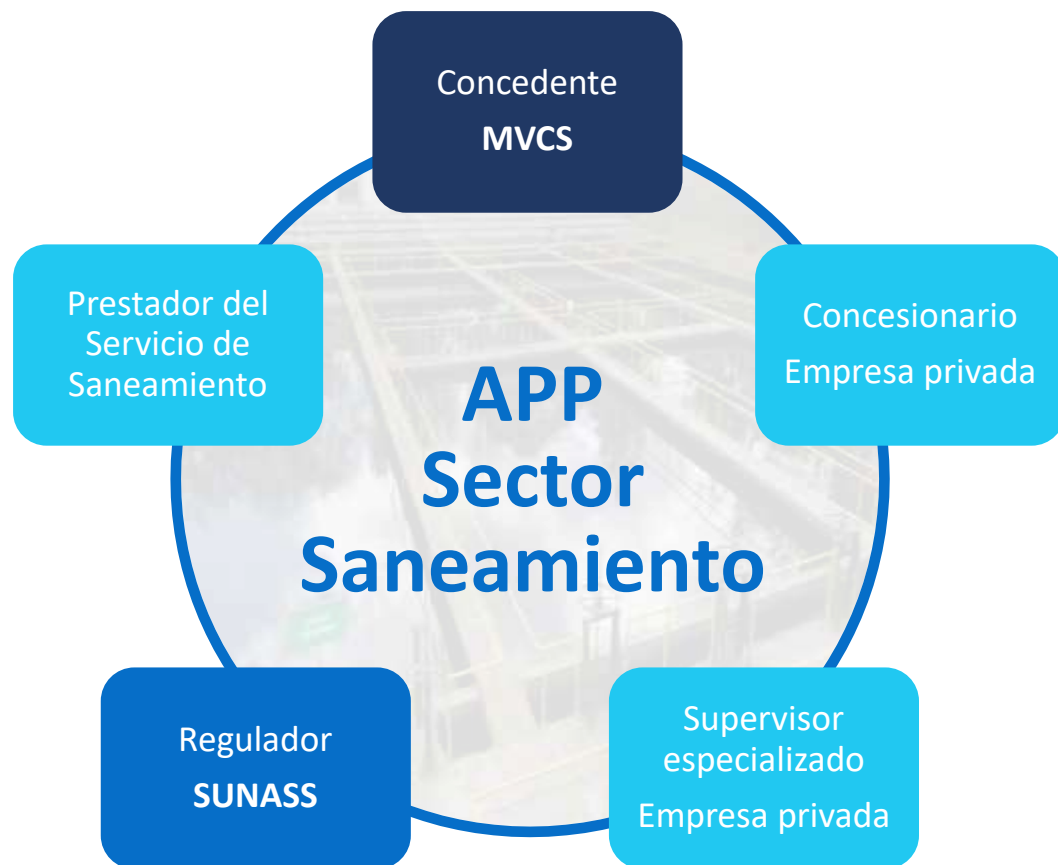 Concedente
MVCS
Prestador del
Servicio de
Saneamiento
Concesionario
Empresa privada
APP
Sector
Saneamiento
Regulador
SUNASS
Supervisor
especializado
Empresa privada